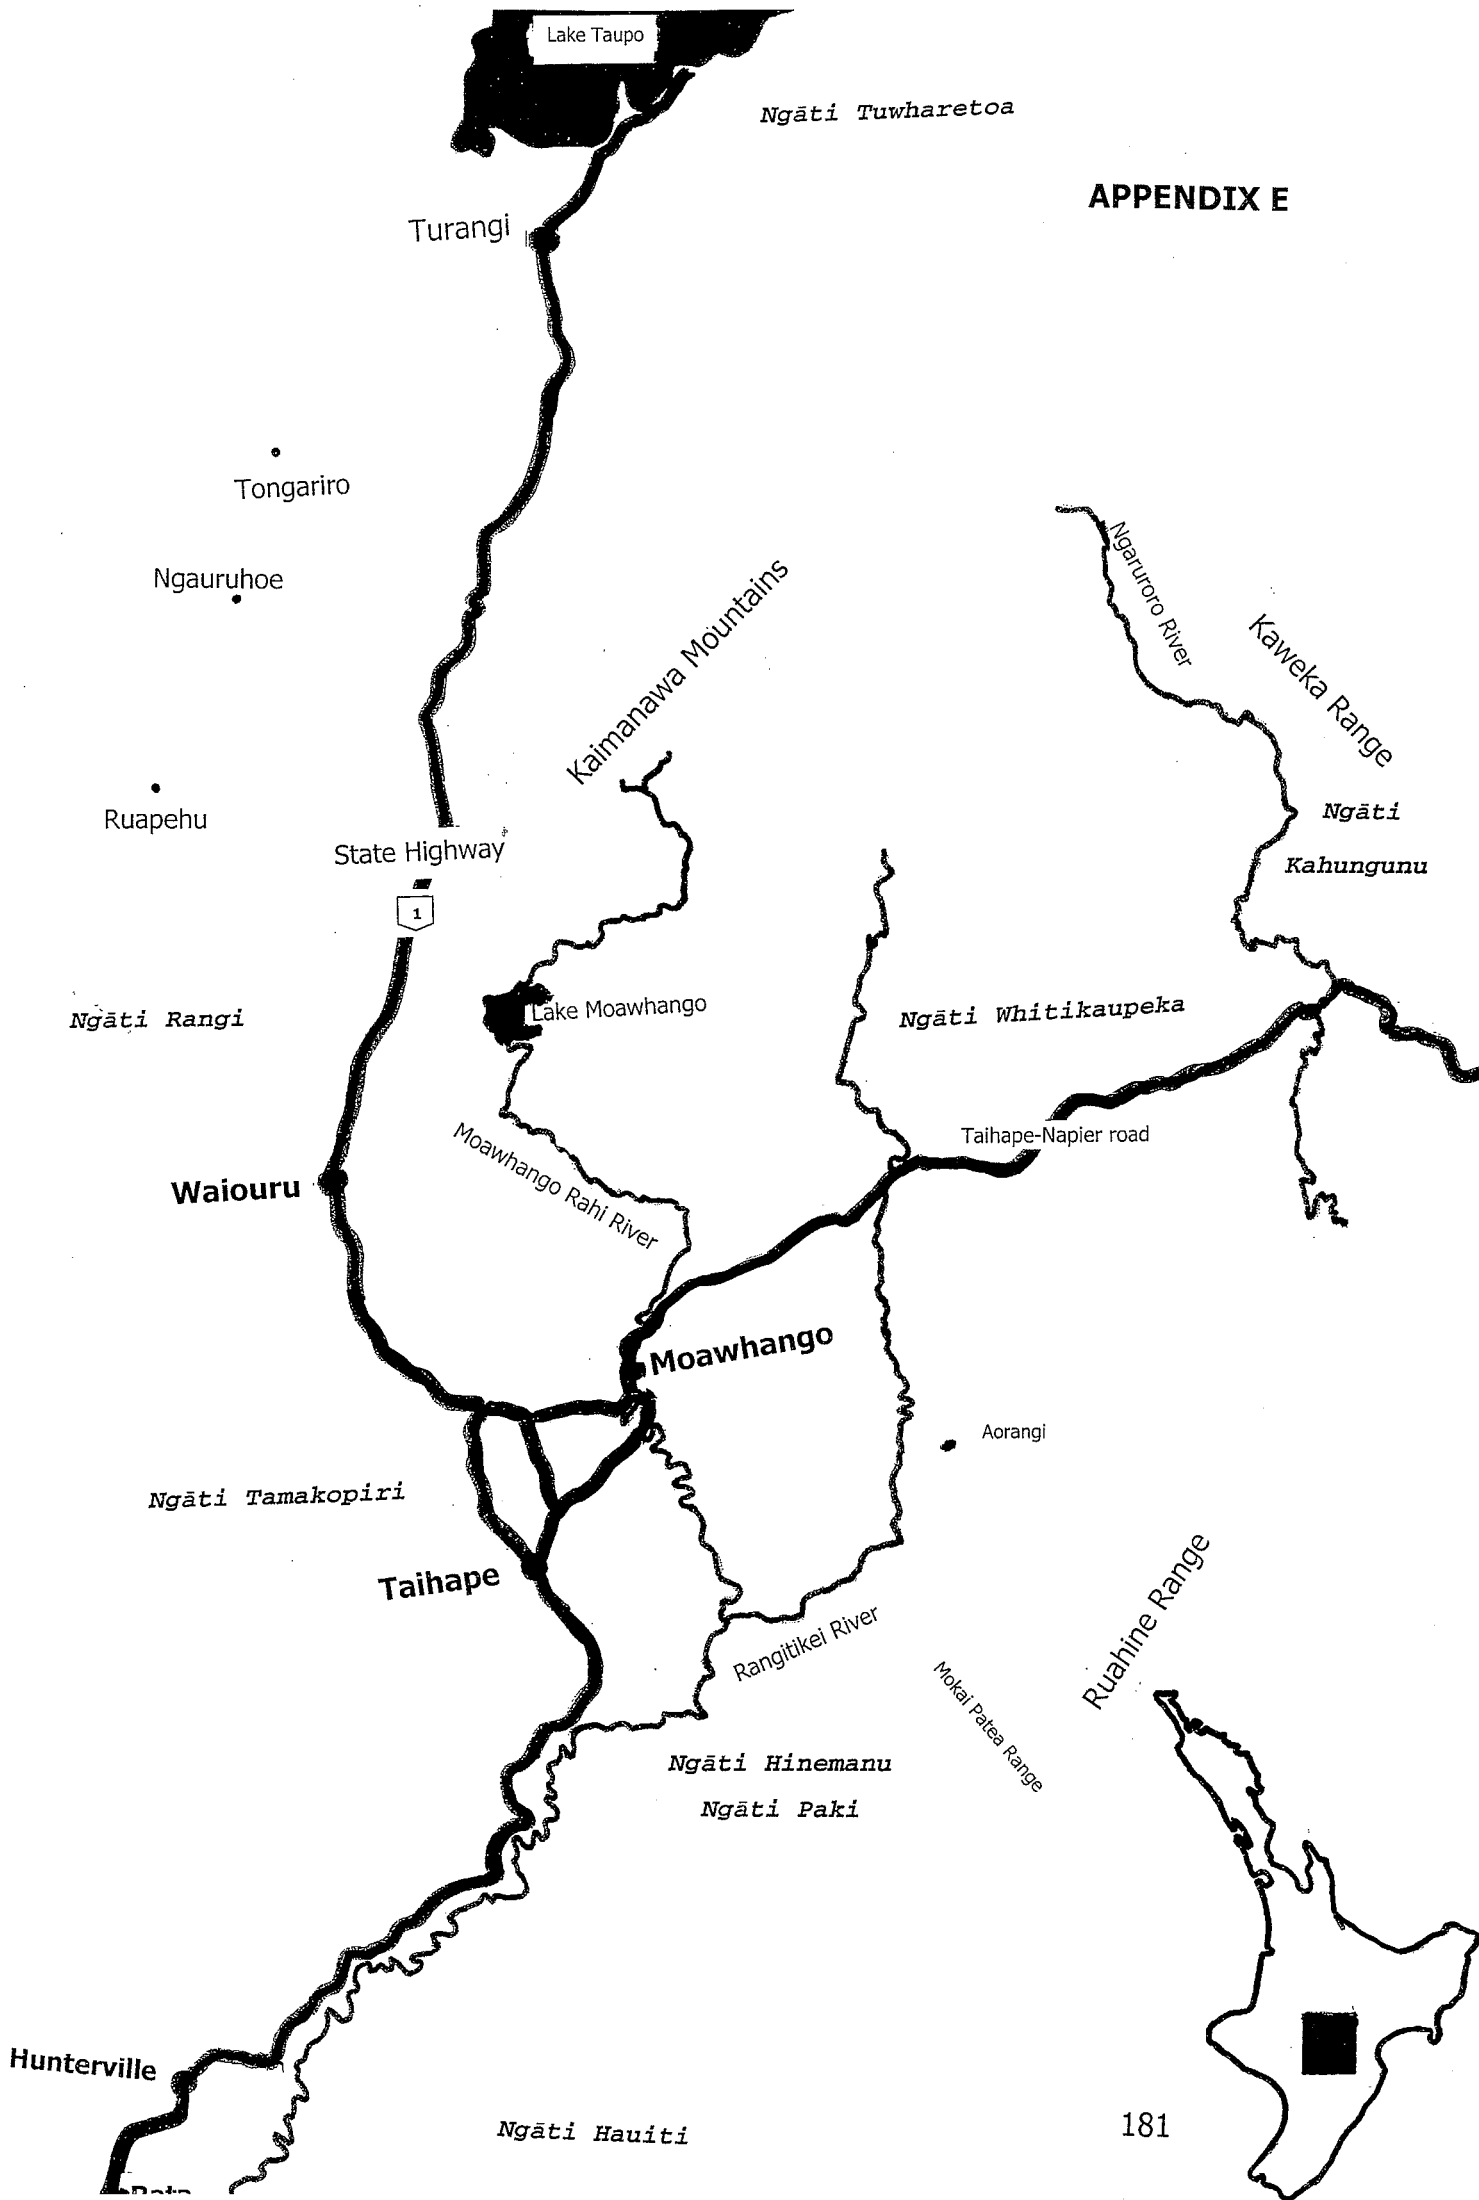 Lake Taupo
Ngāti Tuwharetoa
APPENDIX E
Turangi
Tongariro
Ngauruhoe
Ngaruroro River
Kaimanawa Mountains
Kaweka Range
Ruapehu
Ngāti
Kahungunu
State Highway
1
Lake Moawhango
Ngāti Rangi
Ngāti Whitikaupeka
Taihape-Napier road
Moawhango Rahi River
Waiouru
Moawhango
Aorangi
Ngāti Tamakopiri
Taihape
Rangitikei River
Ruahine Range
Mokai Patea Range
Ngāti Hinemanu
Ngāti Paki
Hunterville
Ngāti Hauiti
181